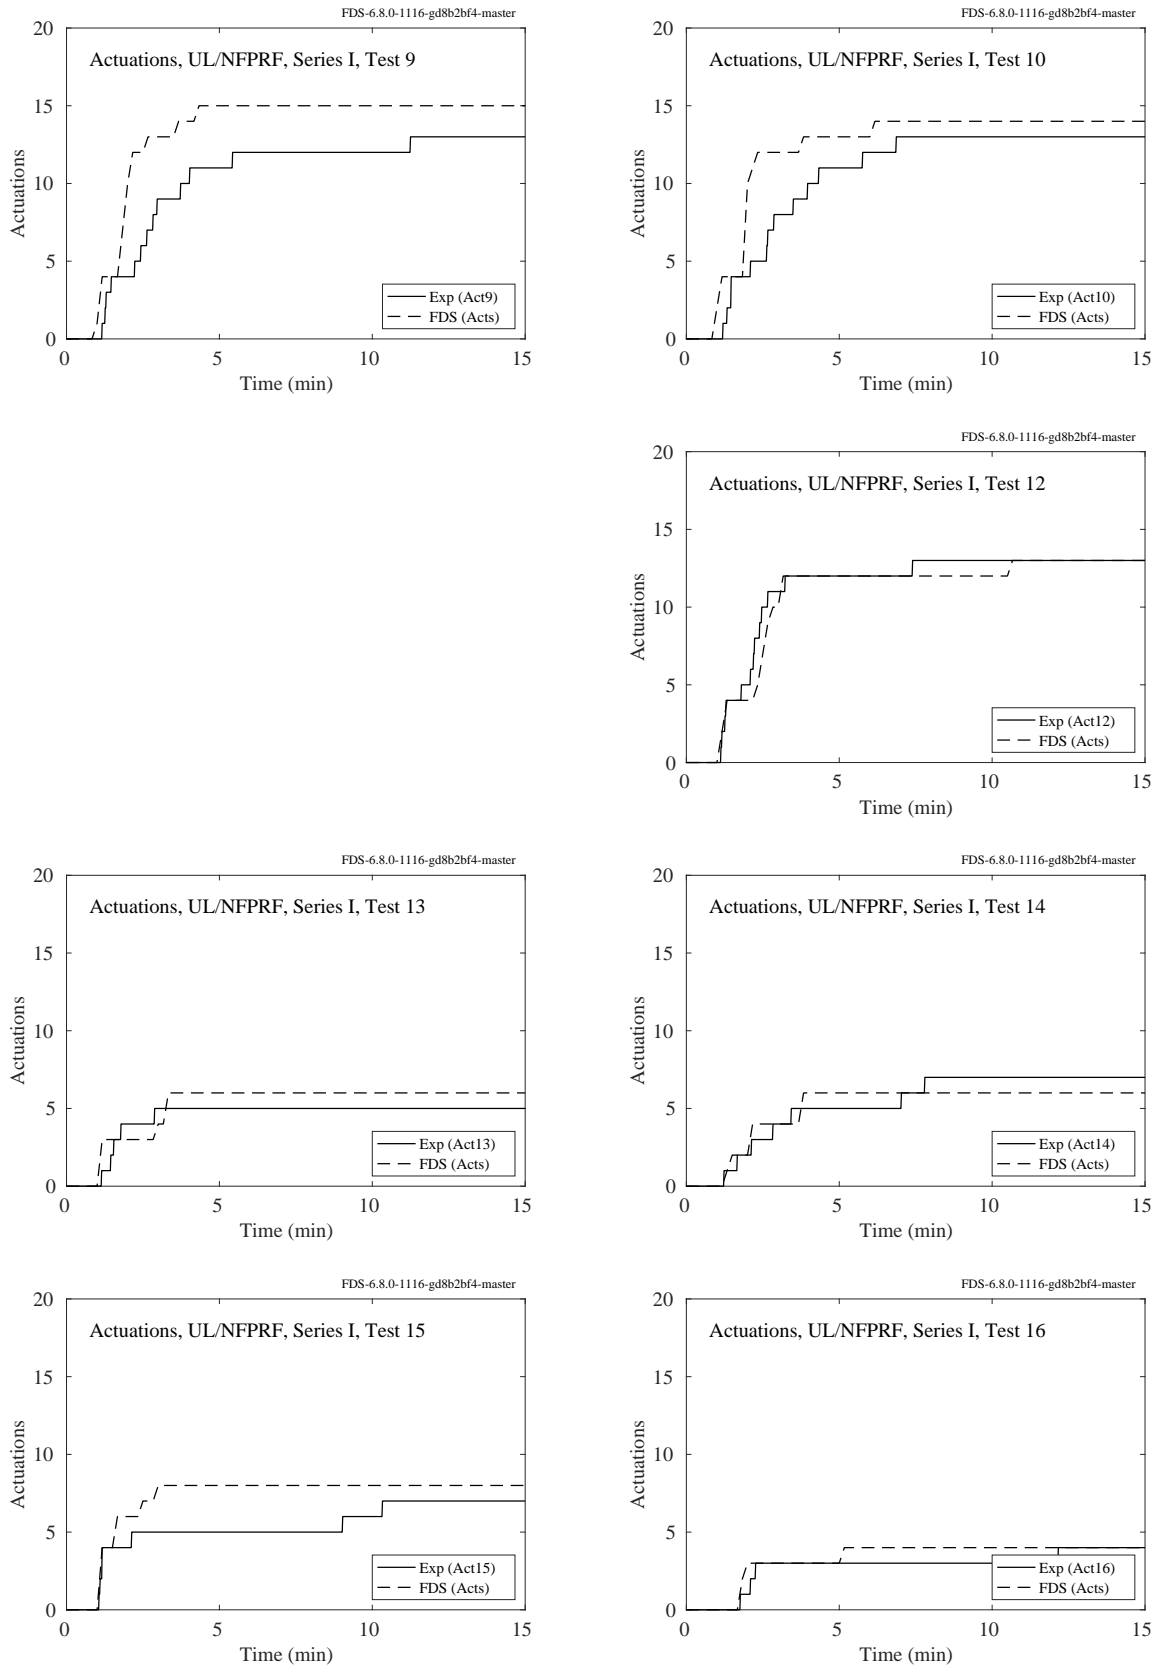 FDS-6.8.0-1116-gd8b2bf4-master
Actuations, UL/NFPRF, Series I, Test 9
20
15
10
5
0
Actuations
Exp (Act9)
FDS (Acts)
0 5 10 15
Time (min)
FDS-6.8.0-1116-gd8b2bf4-master
Actuations, UL/NFPRF, Series I, Test 10
20
15
10
5
0
Actuations
Exp (Act10)
FDS (Acts)
0 5 10 15
Time (min)
FDS-6.8.0-1116-gd8b2bf4-master
Actuations, UL/NFPRF, Series I, Test 12
20
15
10
5
0
Actuations
Exp (Act12)
FDS (Acts)
0 5 10 15
Time (min)
FDS-6.8.0-1116-gd8b2bf4-master
Actuations, UL/NFPRF, Series I, Test 13
20
15
10
5
0
Actuations
Exp (Act13)
FDS (Acts)
0 5 10 15
Time (min)
FDS-6.8.0-1116-gd8b2bf4-master
Actuations, UL/NFPRF, Series I, Test 14
20
15
10
5
0
Actuations
Exp (Act14)
FDS (Acts)
0 5 10 15
Time (min)
FDS-6.8.0-1116-gd8b2bf4-master
Actuations, UL/NFPRF, Series I, Test 15
20
15
10
5
0
Actuations
Exp (Act15)
FDS (Acts)
0 5 10 15
Time (min)
FDS-6.8.0-1116-gd8b2bf4-master
Actuations, UL/NFPRF, Series I, Test 16
20
15
10
5
0
Actuations
Exp (Act16)
FDS (Acts)
0 5 10 15
Time (min)